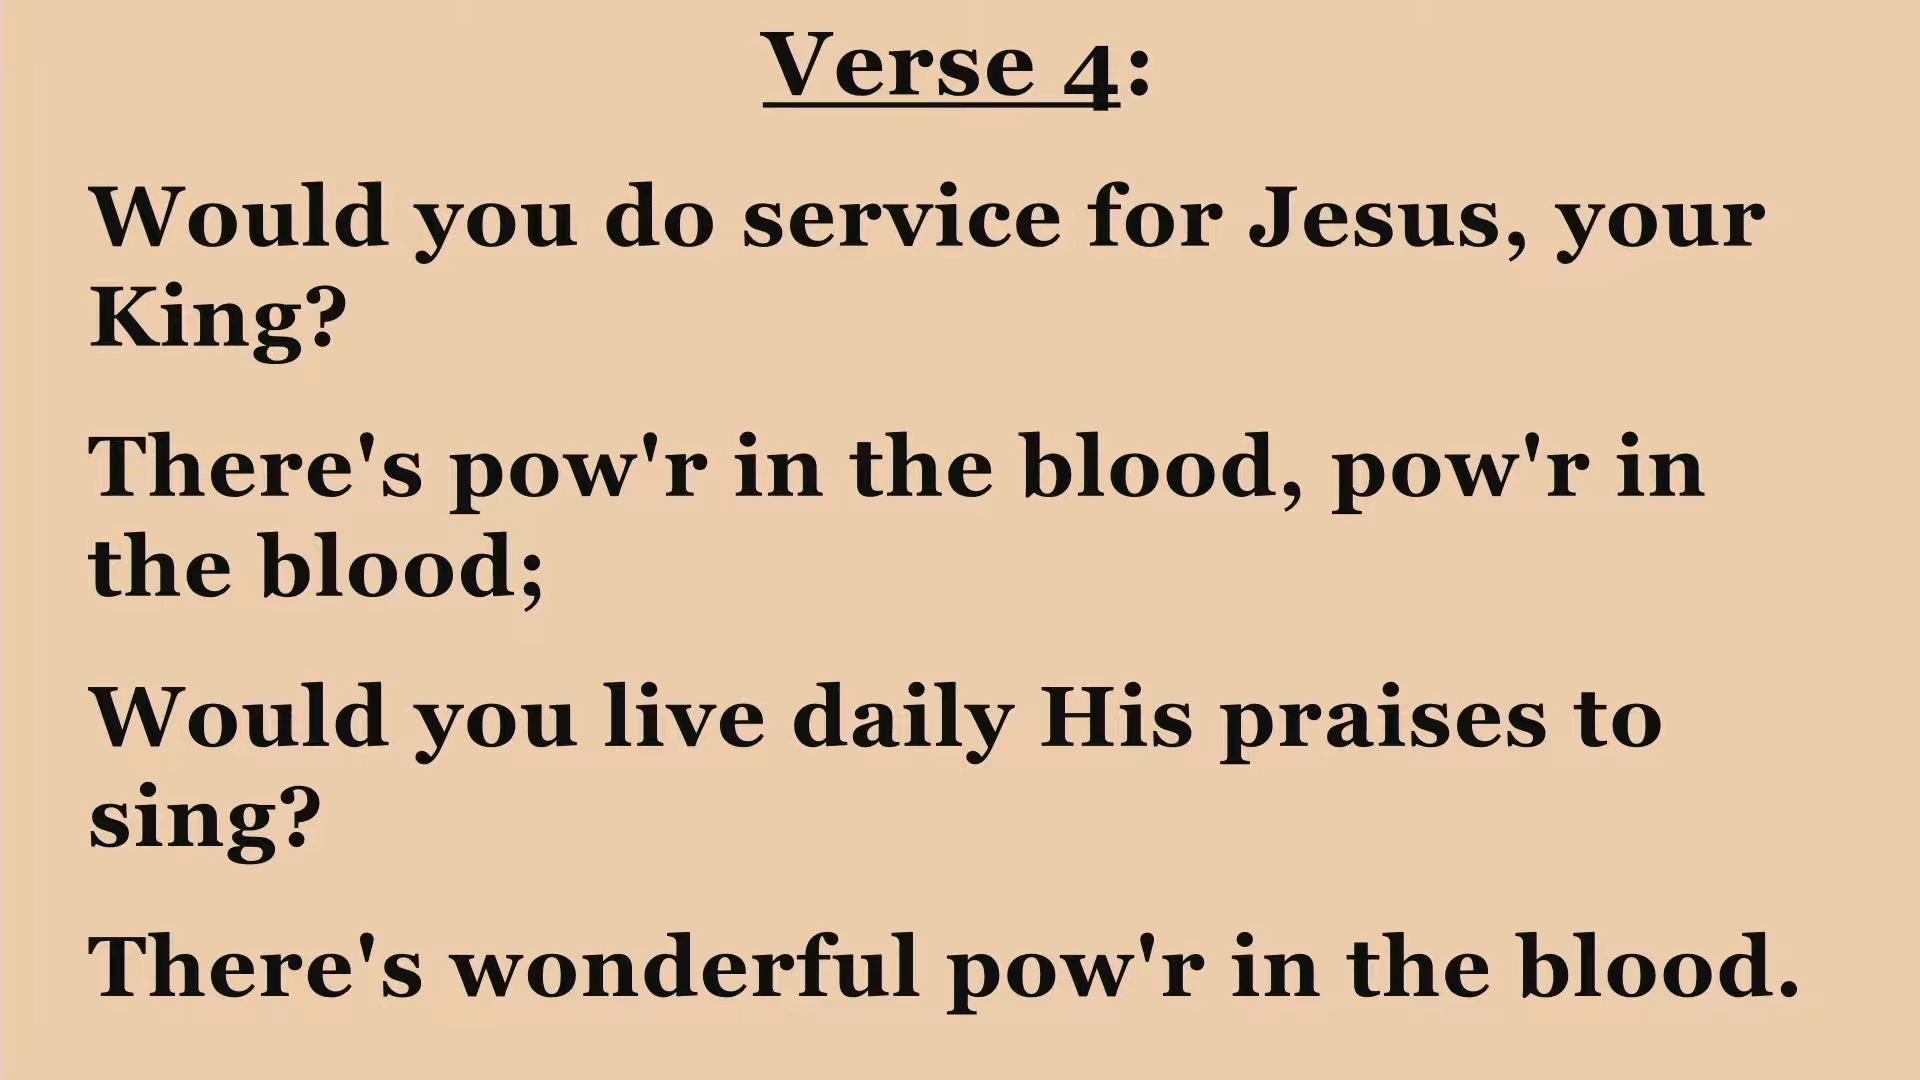 Verse 4:
Would you do service for Jesus, your
King?
There's pow'r in the blood, pow'r in
the blood;
Would you live daily His praises to
sing?
There's wonderful pow'r in the blood.